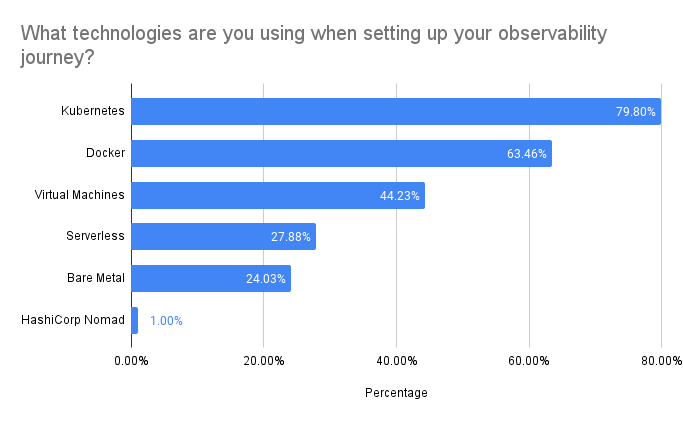 What technologies are you using when setting up your observability
journey?
Kubernetes
79.80%
Docker
63.46%
Virtual Machines
44.23%
Serverless
27.88%
Bare Metal
24.03%
HashiCorp Nomad
1.00%
0.00%
20.00%
40.00%
60.00%
80.00%
Percentage